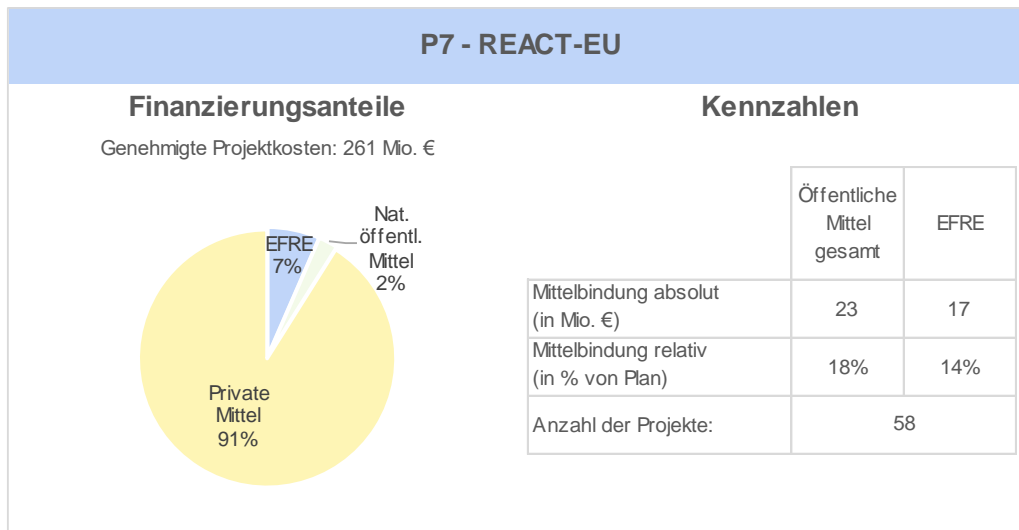 P7 - REACT-EU
Finanzierungsanteile
Genehmigte Projektkosten: 261 Mio. €
EFRE
7%
Nat.
öffentl.
Mittel
2%
Private
Mittel
91%
Kennzahlen
Öffentliche
Mittel
gesamt
EFRE
Mittelbindung absolut
(in Mio. €)
23
17
Mittelbindung relativ
(in % von Plan)
18%
14%
Anzahl der Projekte:
58